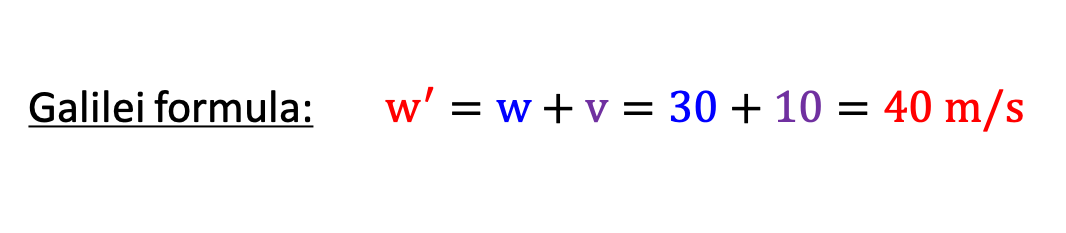 Galilei formula: w′ = w + v = 30 + 10 = 40 m/s